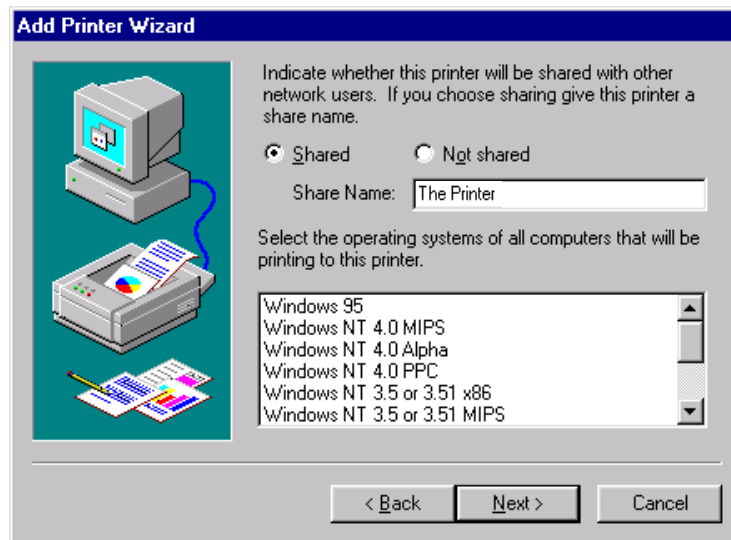 Add Printer Wizard
Indicate whether this printer will be shared with other
network users. If you choose sharing give this printer a
share name.
Shared Not shared
Share Name: The Printer
Select the operating systems of all computers that will be
printing to this printer.
Windows 95
Windows NT 4.0 MIPS
Windows NT 4.0 Alpha
Windows NT 4.0 PPC
Windows NT 3.5 or 3.51 x86
Windows NT 3.5 or 3.51 MIPS
< Back Next > Cancel